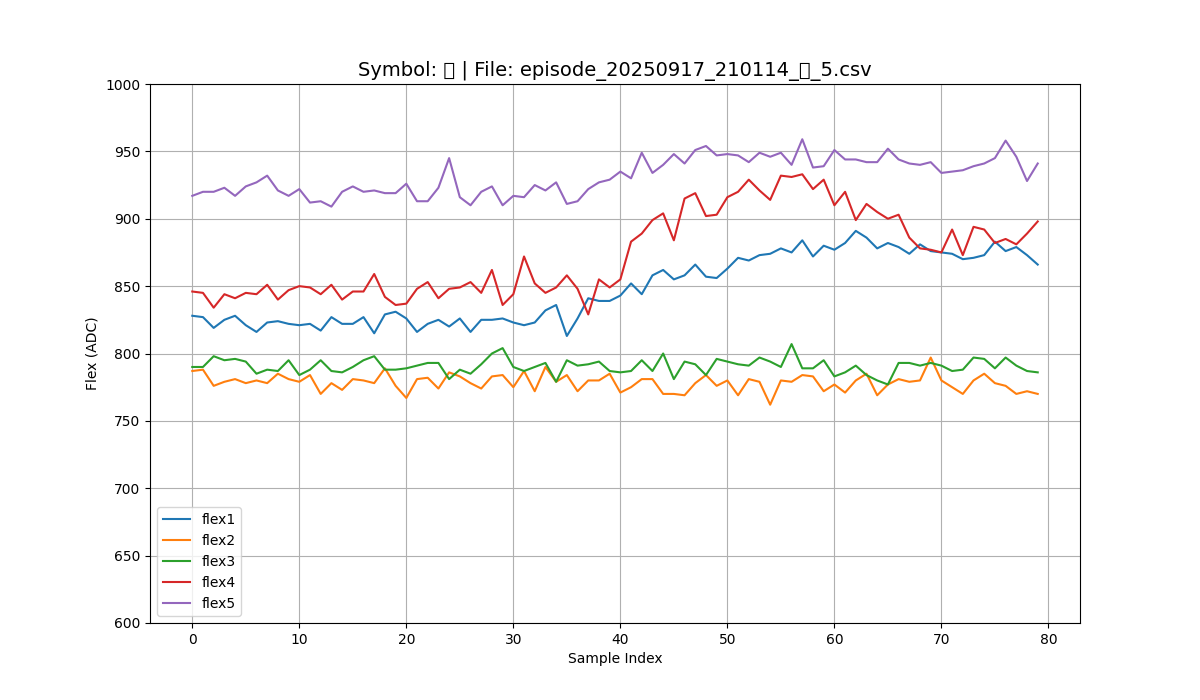 Symbol: | File: episode_20250917_210114_ _5.csv
1000
950
900
850
800
750
700
650
600
Flex (ADC)
flex1
flex2
flex3
flex4
flex5
0 10 20 30 40 50 60 70 80
Sample Index